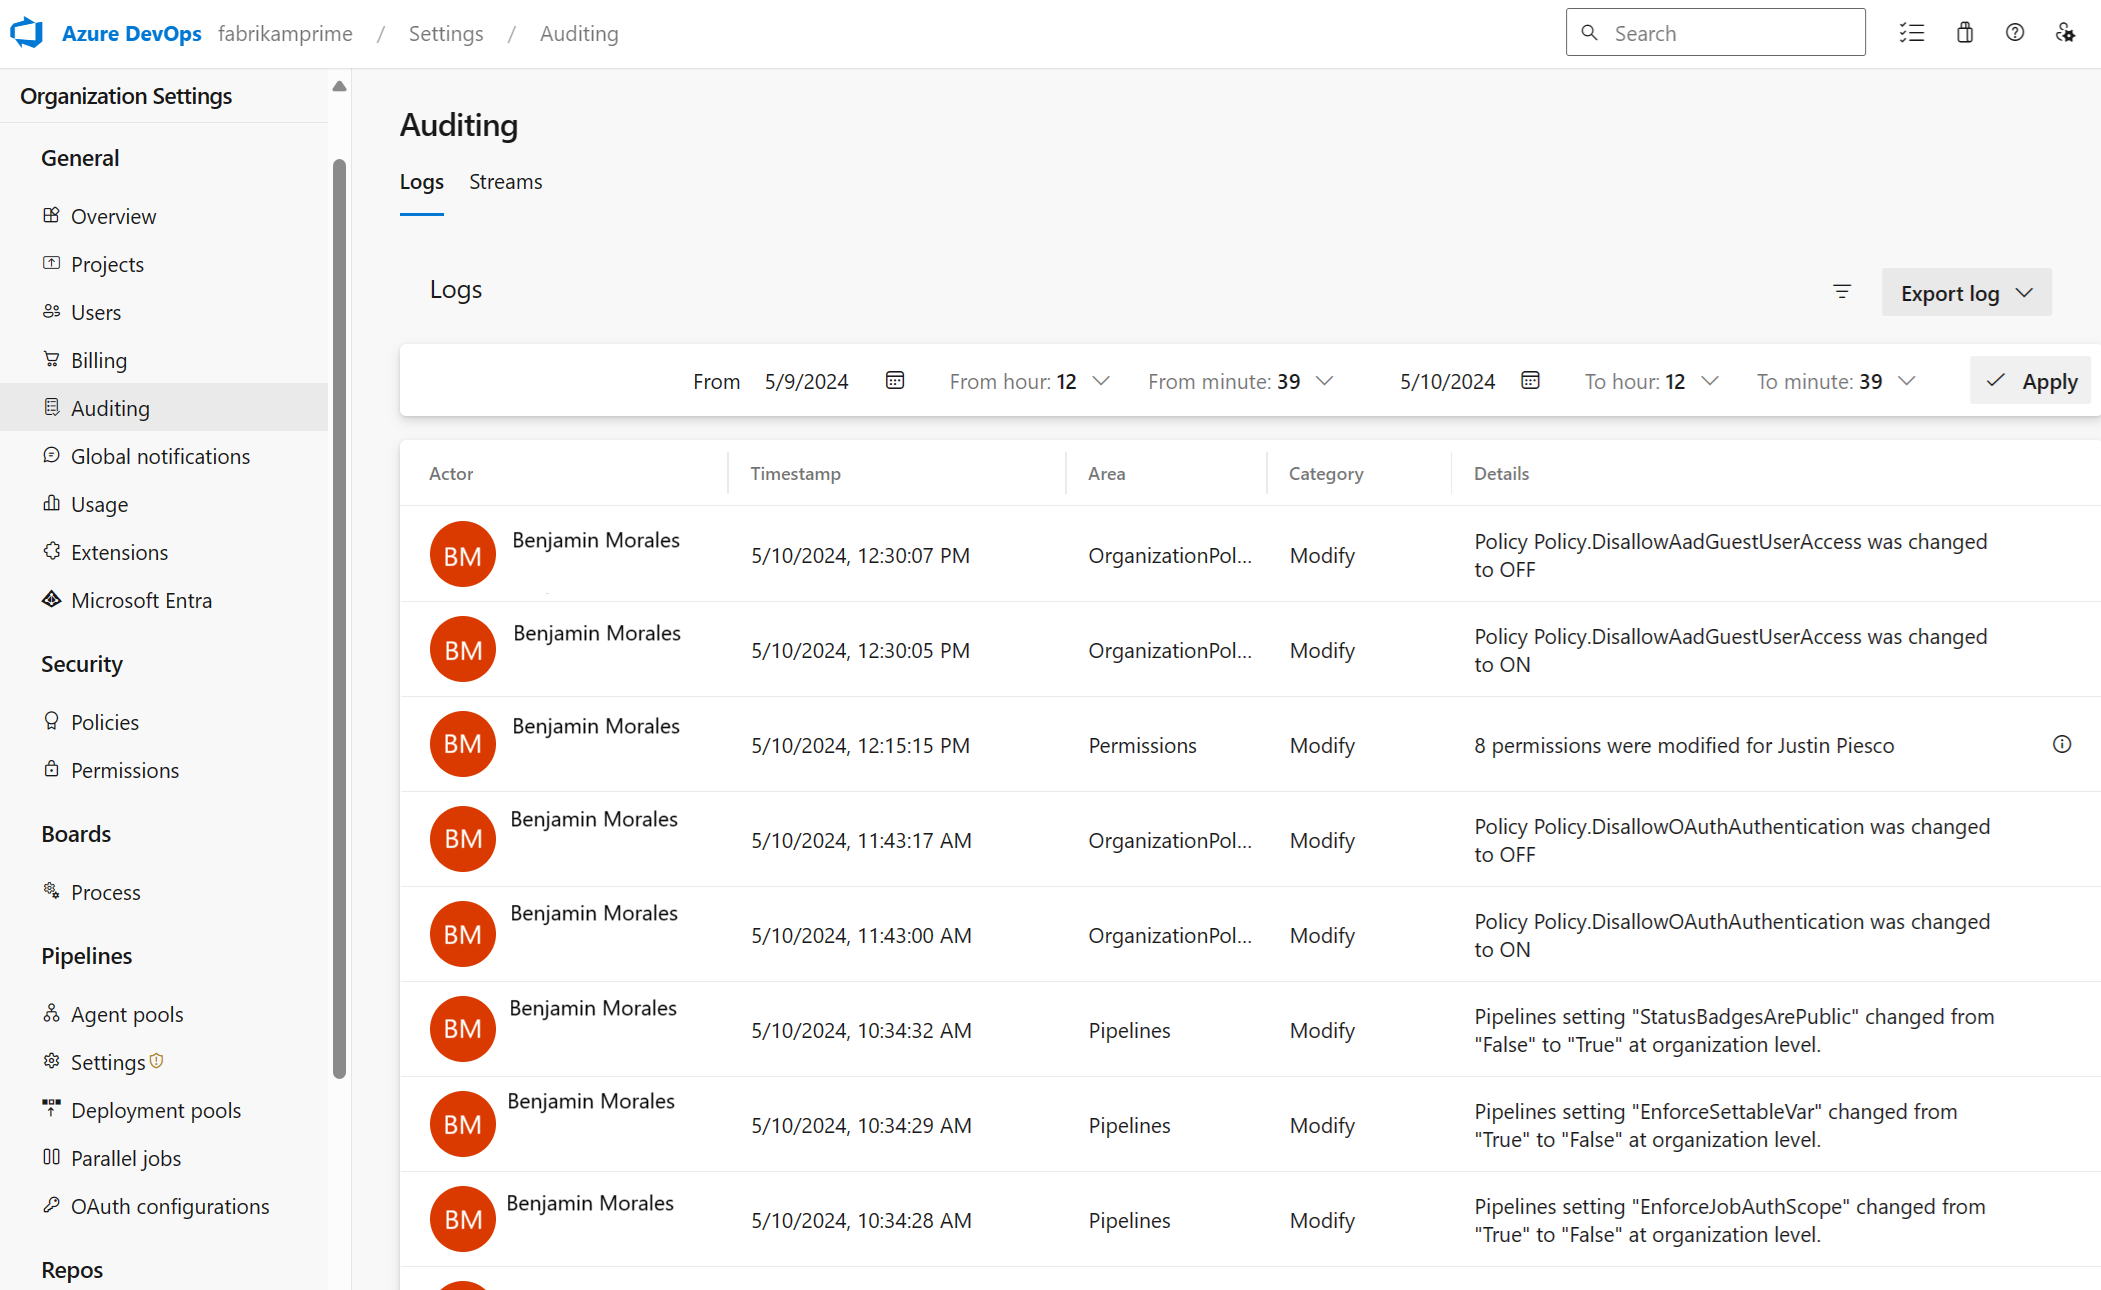 Azure DevOps fabrikamprime / Settings / Auditing Search
Organization Settings
General
Overview
Projects
Users
Billing
Auditing
Global notifications
Usage
Extensions
Microsoft Entra
Security
Policies
Permissions
Boards
Process
Pipelines
Agent pools
Settings
Deployment pools
Parallel jobs
OAuth configurations
Repos
Auditing
Logs Streams
Logs Export log
From 5/9/2024 From hour: 12 From minute: 39 5/10/2024 To hour: 12 To minute: 39 Apply
Actor Timestamp Area Category Details
BM Benjamin Morales 5/10/2024, 12:30:07 PM OrganizationPol... Modify Policy Policy.DisallowAadGuestUserAccess was changed
to OFF
BM Benjamin Morales 5/10/2024, 12:30:05 PM OrganizationPol... Modify Policy Policy.DisallowAadGuestUserAccess was changed
to ON
BM Benjamin Morales 5/10/2024, 12:15:15 PM Permissions Modify 8 permissions were modified for Justin Piesco
BM Benjamin Morales 5/10/2024, 11:43:17 AM OrganizationPol... Modify Policy Policy.DisallowOAuthAuthentication was changed
to OFF
BM Benjamin Morales 5/10/2024, 11:43:00 AM OrganizationPol... Modify Policy Policy.DisallowOAuthAuthentication was changed
to ON
BM Benjamin Morales 5/10/2024, 10:34:32 AM Pipelines Modify Pipelines setting "StatusBadgesArePublic" changed from
"False" to "True" at organization level.
BM Benjamin Morales 5/10/2024, 10:34:29 AM Pipelines Modify Pipelines setting "EnforceSettableVar" changed from
"True" to "False" at organization level.
BM Benjamin Morales 5/10/2024, 10:34:28 AM Pipelines Modify Pipelines setting "EnforceJobAuthScope" changed from
"True" to "False" at organization level.